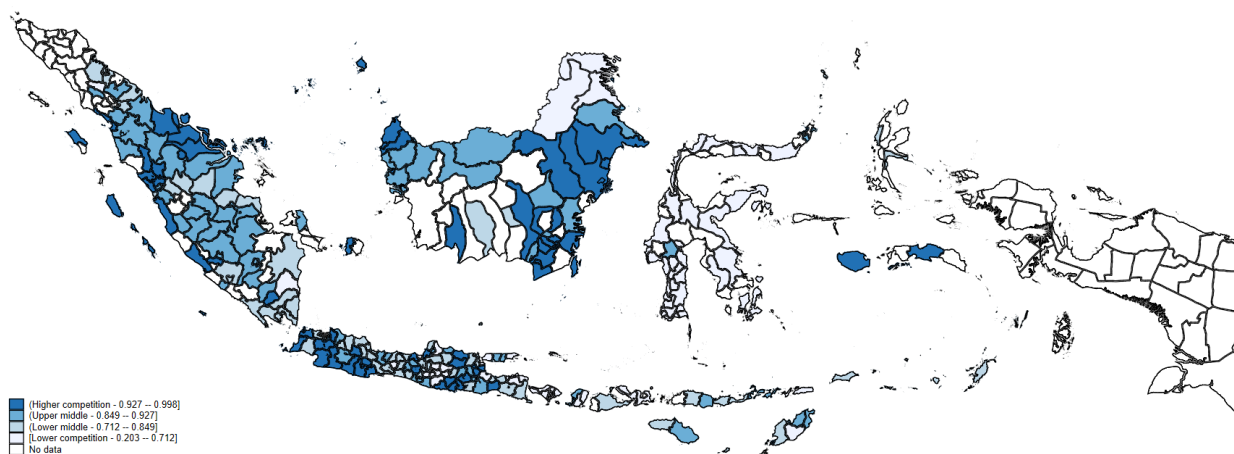 (Higher competition - 0.927 -- 0.998]
(Upper middle - 0.849 -- 0.927]
(Lower middle - 0.712 -- 0.849]
[Lower competition - 0.203 -- 0.712]
No data